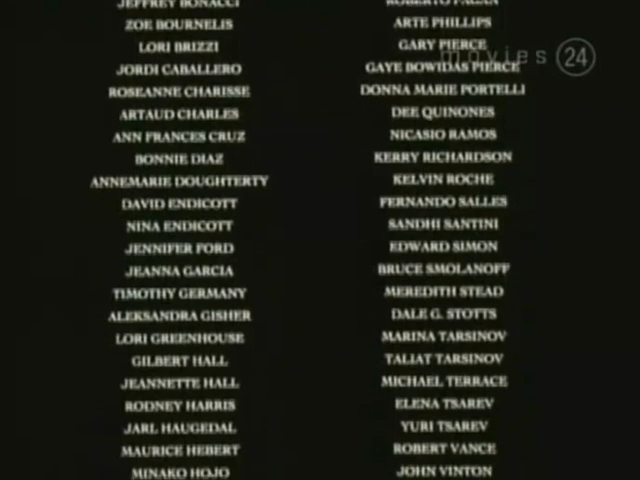 JEFFREY BONACCI
ZOE BOURNELIS
LORI BRIZZI
JORDI CABALLERO
ROSEANNE CHARISSE
ARTAUD CHARLES
ANN FRANCES CRUZ
BONNIE DIAZ
ANNEMARIE DOUGHTERTY
DAVID ENDICOTT
NINA ENDICOTT
JENNIFER FORD
JEANNA GARCIA
TIMOTHY GERMANY
ALEKSANDRA GISHER
LORI GREENHOUSE
GILBERT HALL
JEANNETTE HALL
RODNEY HARRIS
JARL HAUGEDAL
MAURICE HEBERT
MINAKO HOJO
ROBERTO
ARTE PHILLIPS
GARY PIERCE
GAYE BOWIDAS PIERCE
DONNA MARIE PORTELLI
DEE QUINONES
NICASIO RAMOS
KERRY RICHARDSON
KELVIN ROCHE
FERNANDO SALLES
SANDHI SANTINI
EDWARD SIMON
BRUCE SMOLANOFF
MEREDITH STEAD
DALE G. STOTTS
MARINA TARSINOV
TALIAT TARSINOV
MICHAEL TERRACE
ELENA TSAREV
YURI TSAREV
ROBERT VANCE
JOHN VINTON
movies 24